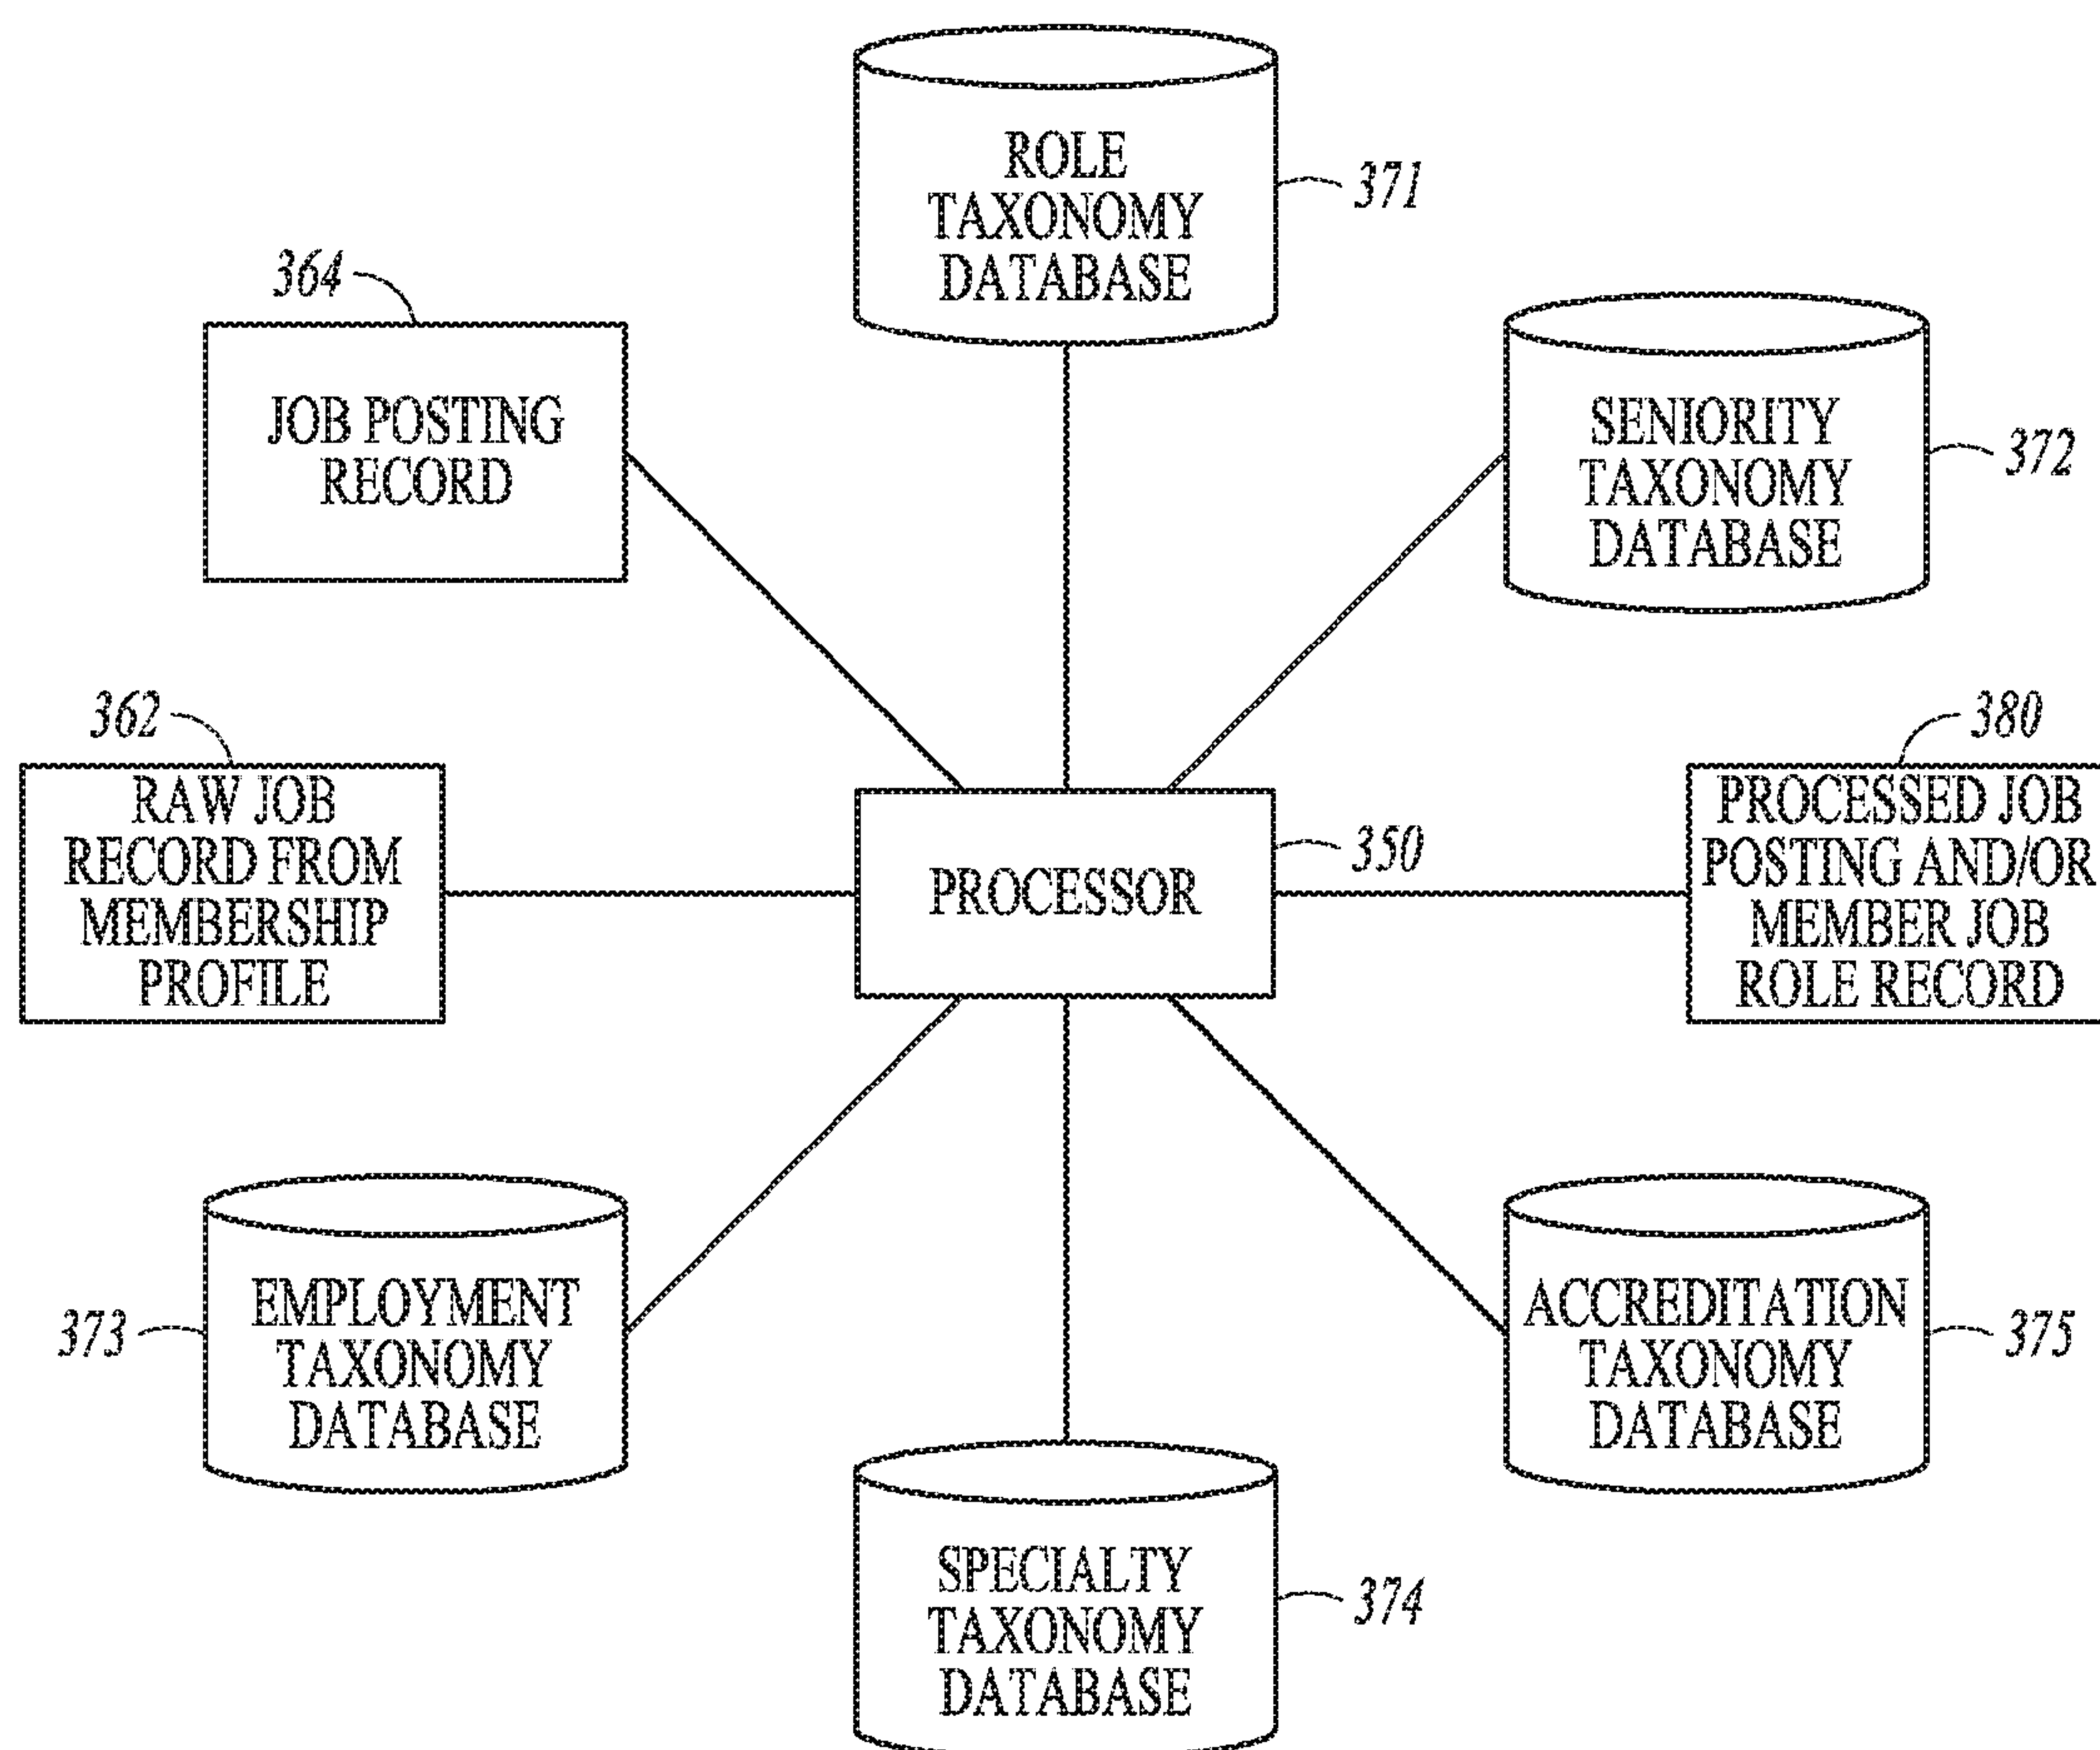 ROLE
TAXONOMY
DATABASE
371
364
JOB POSTING
RECORD
SENIORITY
TAXONOMY
DATABASE
372
362
RAW JOB
RECORD FROM
MEMBERSHIP
PROFILE
PROCESSOR
350
380
PROCESSED JOB
POSTING AND/OR
MEMBER JOB
ROLE RECORD
373
EMPLOYMENT
TAXONOMY
DATABASE
ACCREDITATION
TAXONOMY
DATABASE
375
SPECIALTY
TAXONOMY
DATABASE
374